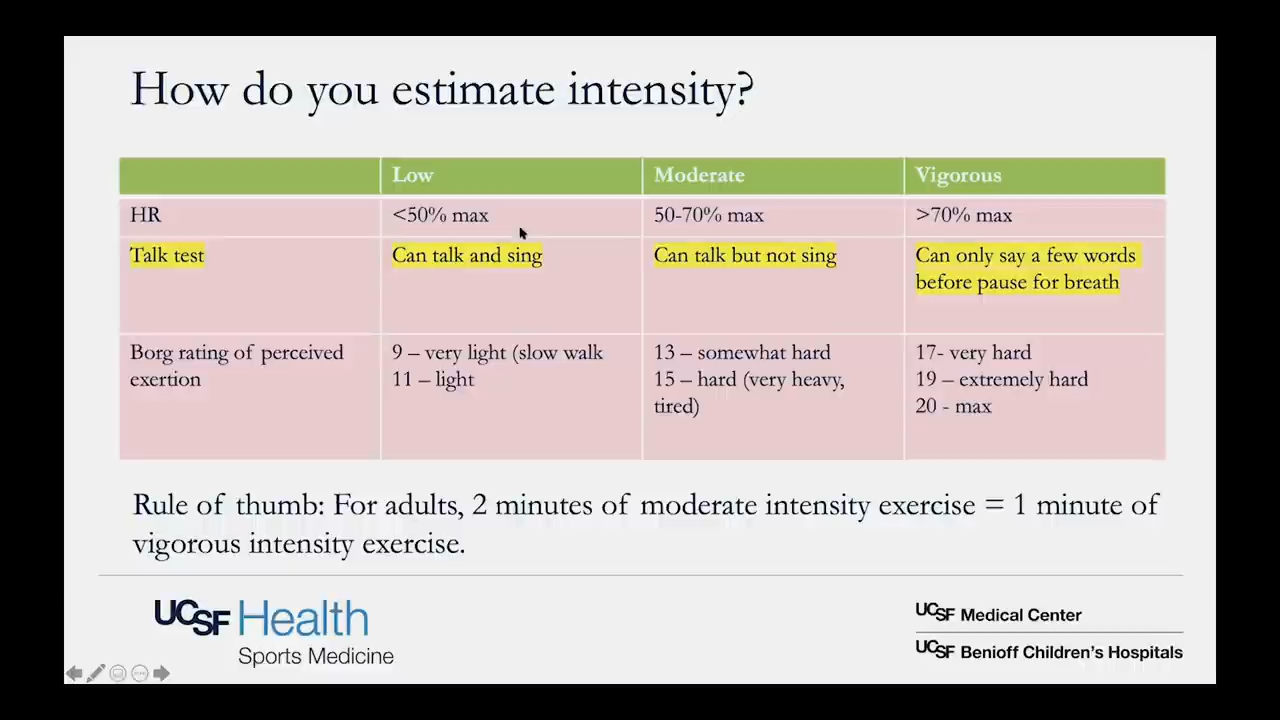 How do you estimate intensity?
Low
Moderate
Vigorous
HR
<50% max
50-70% max
>70% max
Talk test
Can talk and sing
Can talk but not sing
Can only say a few words
before pause for breath
Borg rating of perceived
exertion
9 – very light (slow walk
11 – light
13 – somewhat hard
15 – hard (very heavy,
tired)
17- very hard
19 – extremely hard
20 - max
Rule of thumb: For adults, 2 minutes of moderate intensity exercise = 1 minute of
vigorous intensity exercise.
UCSF Health
Sports Medicine
UCSF Medical Center
UCSF Benioff Children's Hospitals